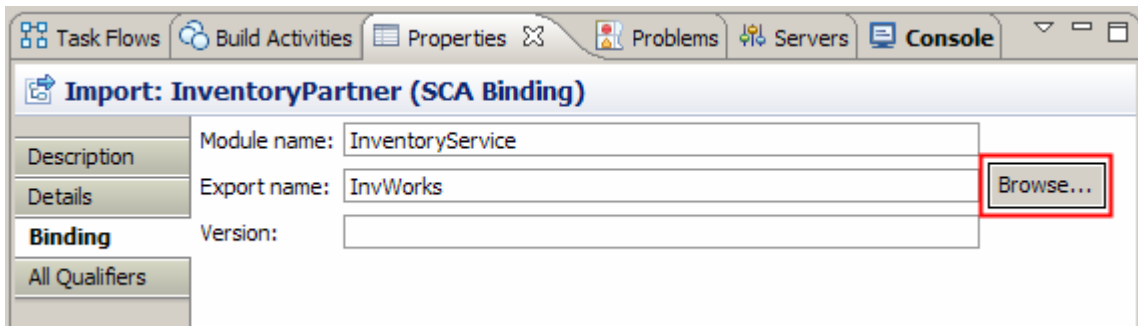 Task Flows Build Activities Properties Problems Servers Console
Import: InventoryPartner (SCA Binding)
Description
Details
Binding
All Qualifiers
Module name: InventoryService
Export name: InvWorks Browse...
Version: